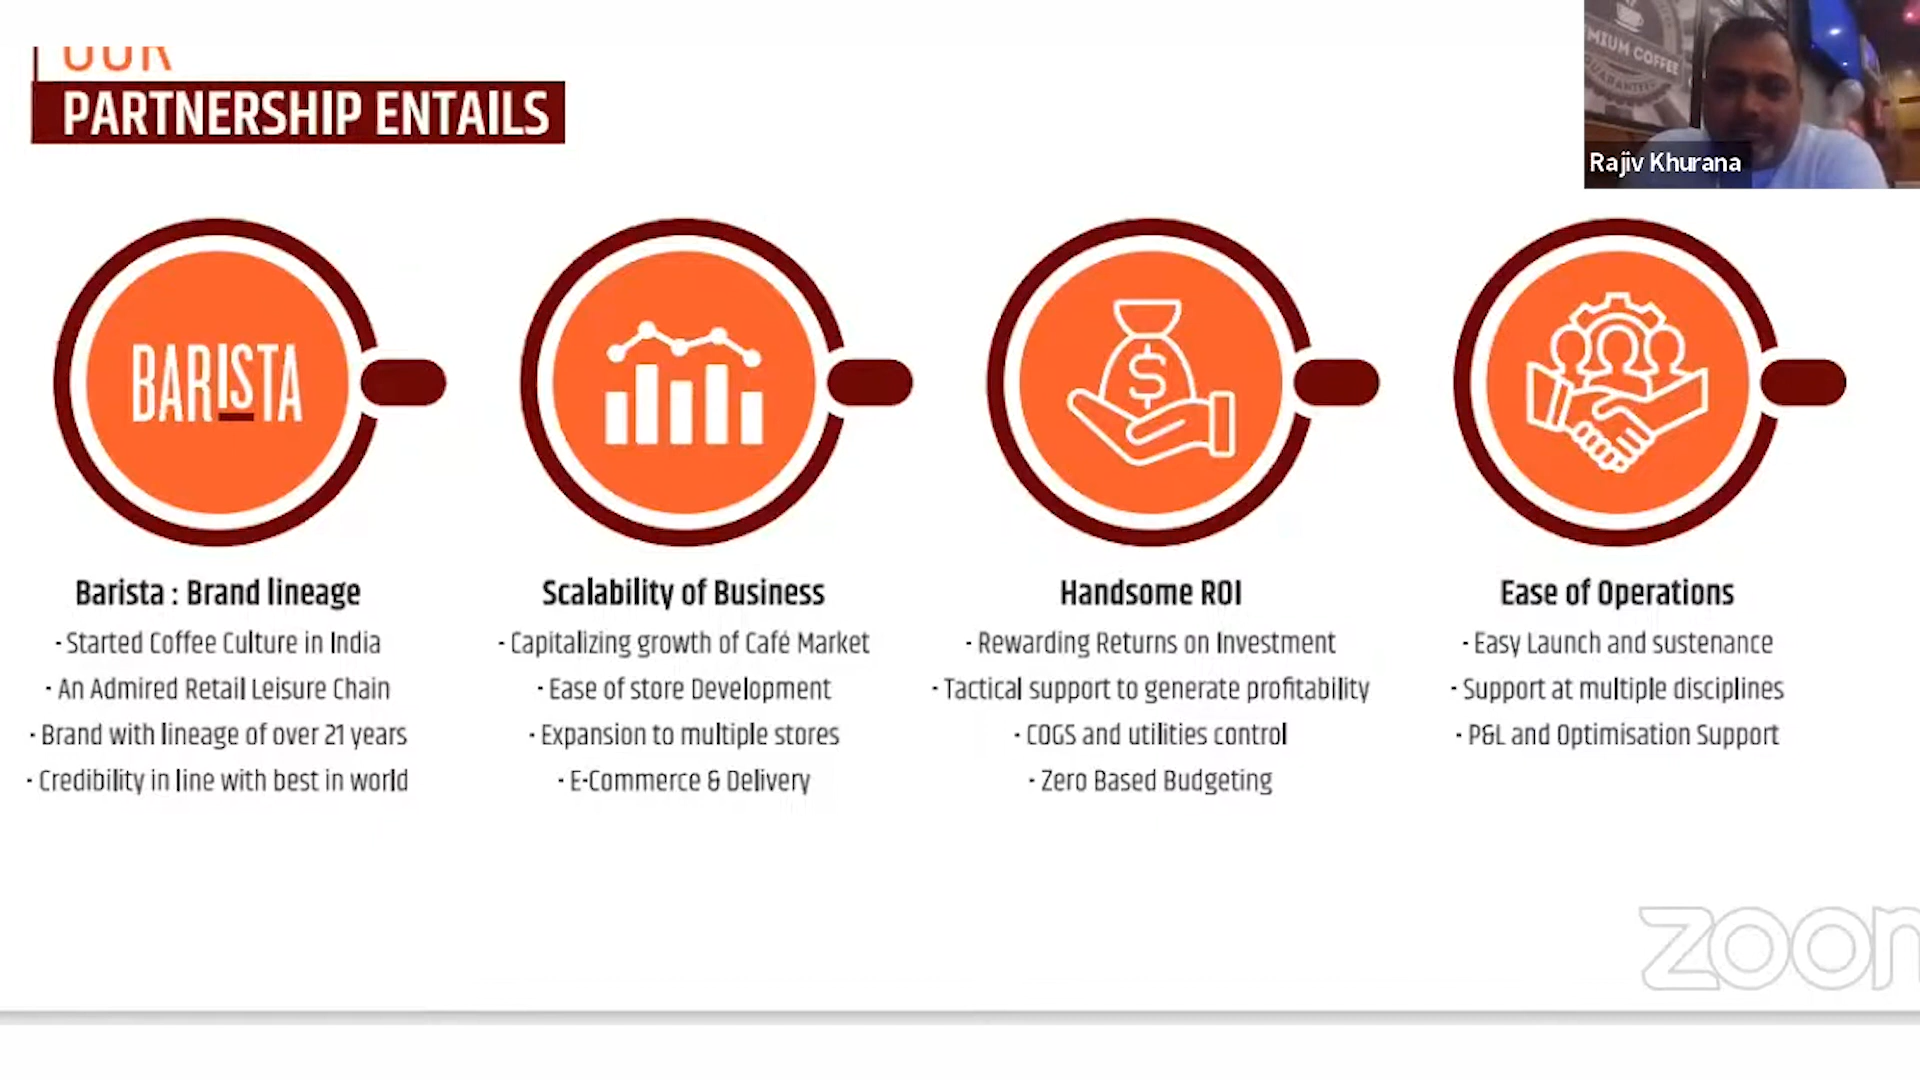 OUR
PARTNERSHIP ENTAILS
MIUM COFFEE
Rajiv Khurana
BARISTA
$
Barista : Brand lineage
- Started Coffee Culture in India
- An Admired Retail Leisure Chain
- Brand with lineage of over 21 years
- Credibility in line with best in world
Scalability of Business
- Capitalizing growth of Café Market
- Ease of store Development
- Expansion to multiple stores
- E-Commerce & Delivery
Handsome ROI
- Rewarding Returns on Investment
- Tactical support to generate profitability
- COGS and utilities control
- Zero Based Budgeting
Ease of Operations
- Easy Launch and sustenance
- Support at multiple disciplines
- P&L and Optimisation Support
zoom